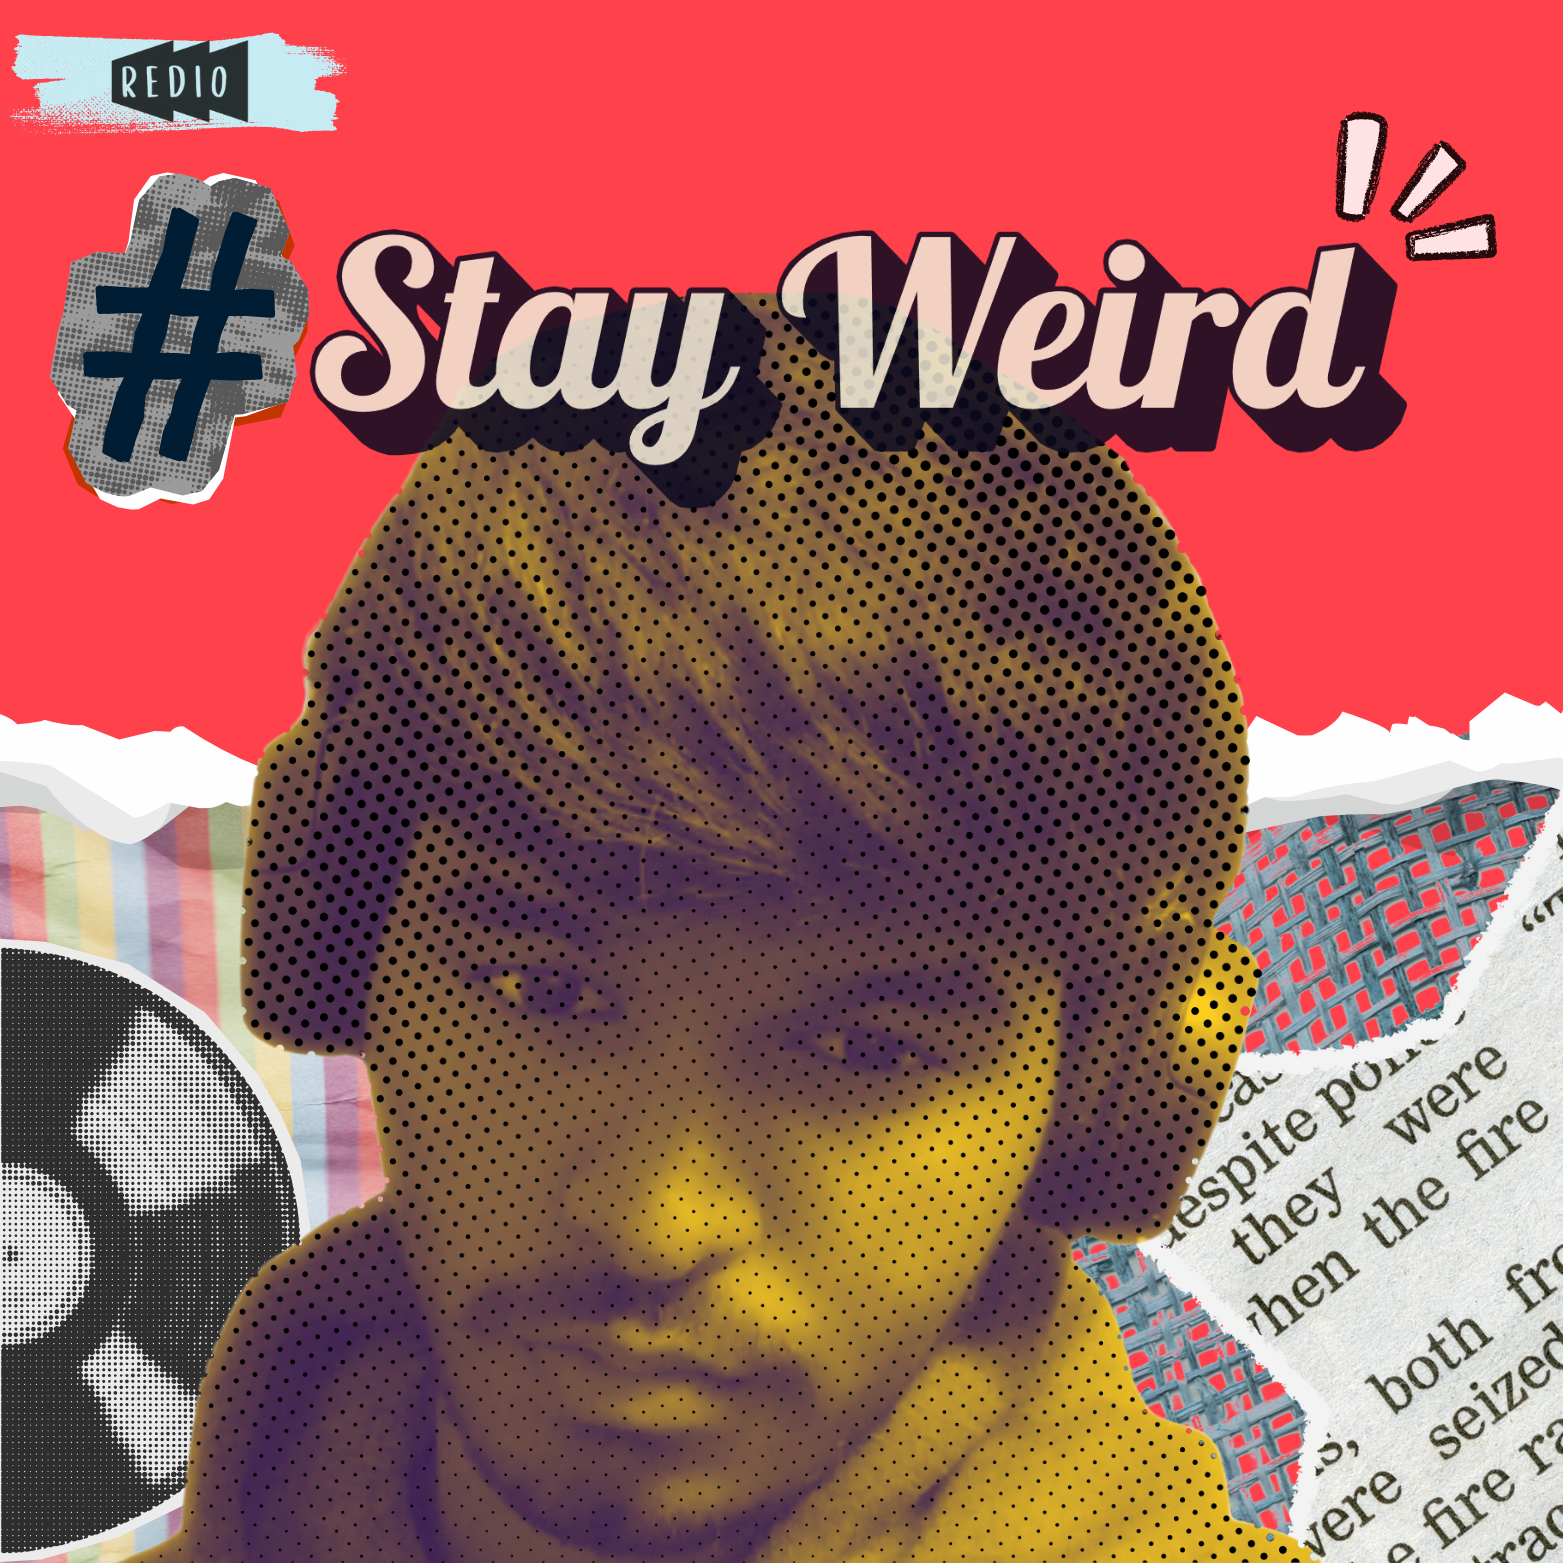 REDIO
#Stay Weird
despite
they were
when the fire
both
seized
were
fire